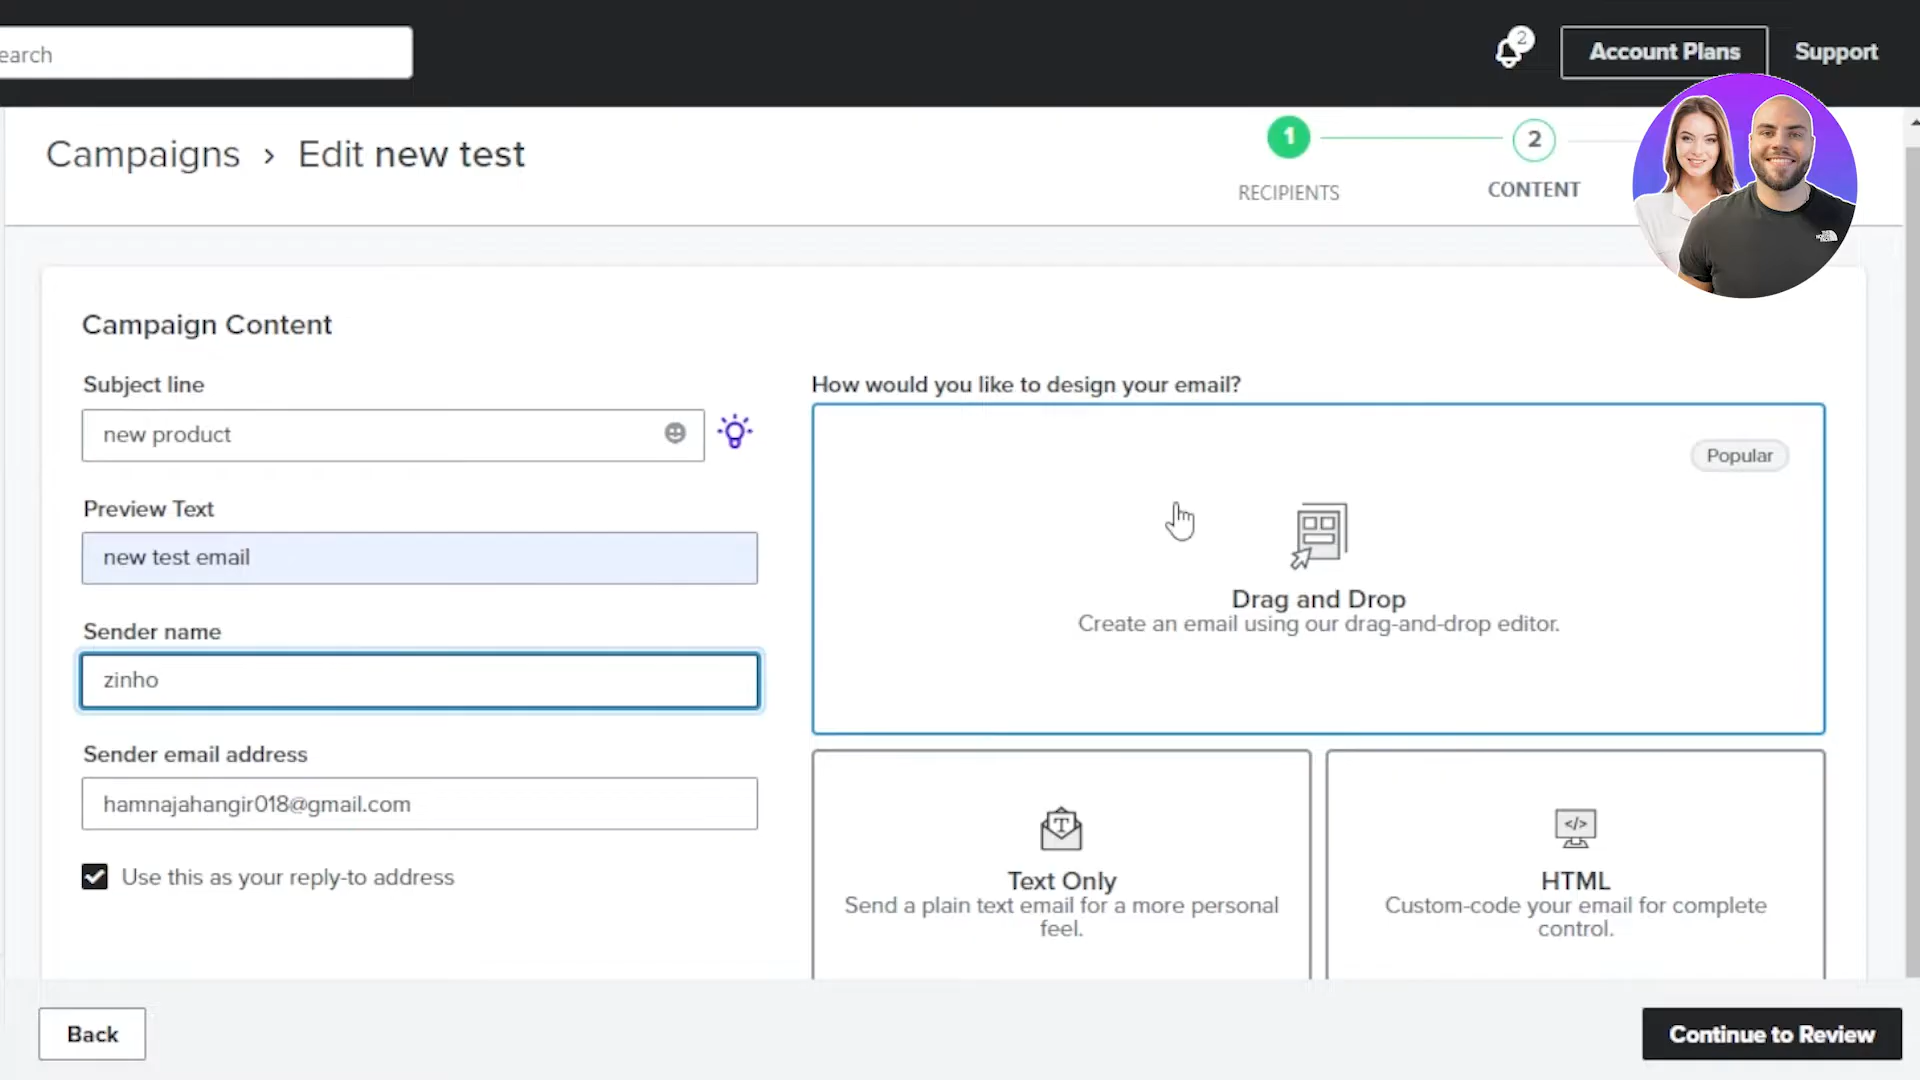 earch
2
Account Plans
Support
Campaigns › Edit new test
1
2
RECIPIENTS
CONTENT
THE NORTH FACE
Campaign Content
Subject line
new product
Preview Text
new test email
Sender name
zinho
Sender email address
hamnajahangir018@gmail.com
Use this as your reply-to address
How would you like to design your email?
Popular
Drag and Drop
Create an email using our drag-and-drop editor.
T
Text Only
Send a plain text email for a more personal
feel.
</>
HTML
Custom-code your email for complete
control.
Back
Continue to Review